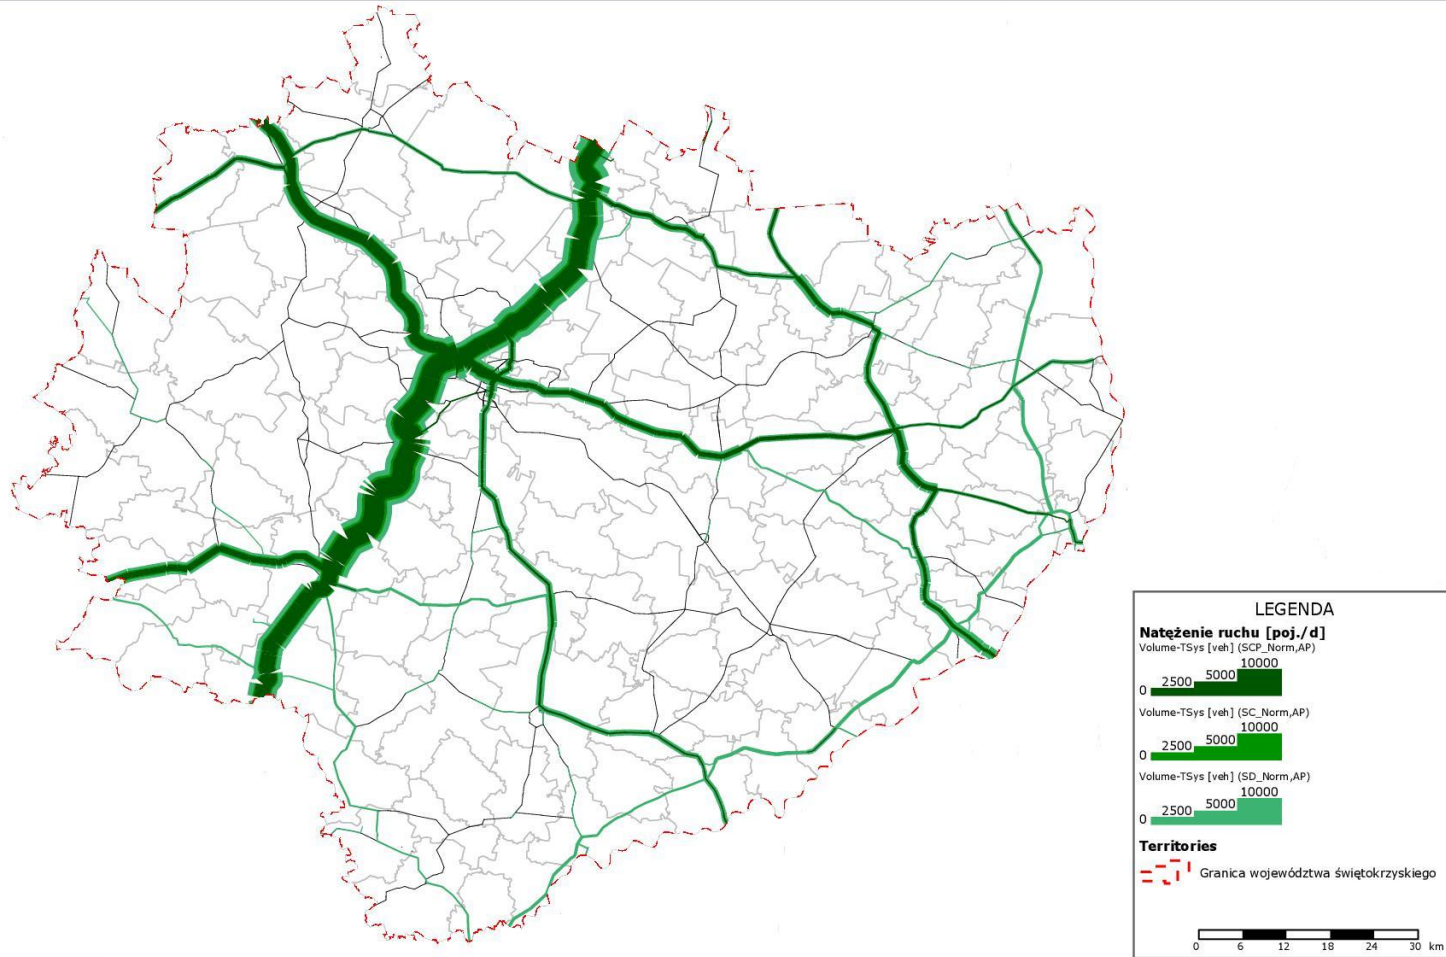 LEGENDA
Natężenie ruchu [poj./d]
Volume-TSys [veh] (SCP_Norm,AP)
0 2500 5000 10000
Volume-TSys [veh] (SC_Norm,AP)
0 2500 5000 10000
Volume-TSys [veh] (SD_Norm,AP)
0 2500 5000 10000
Territories
Granica województwa świętokrzyskiego
0 6 12 18 24 30 km